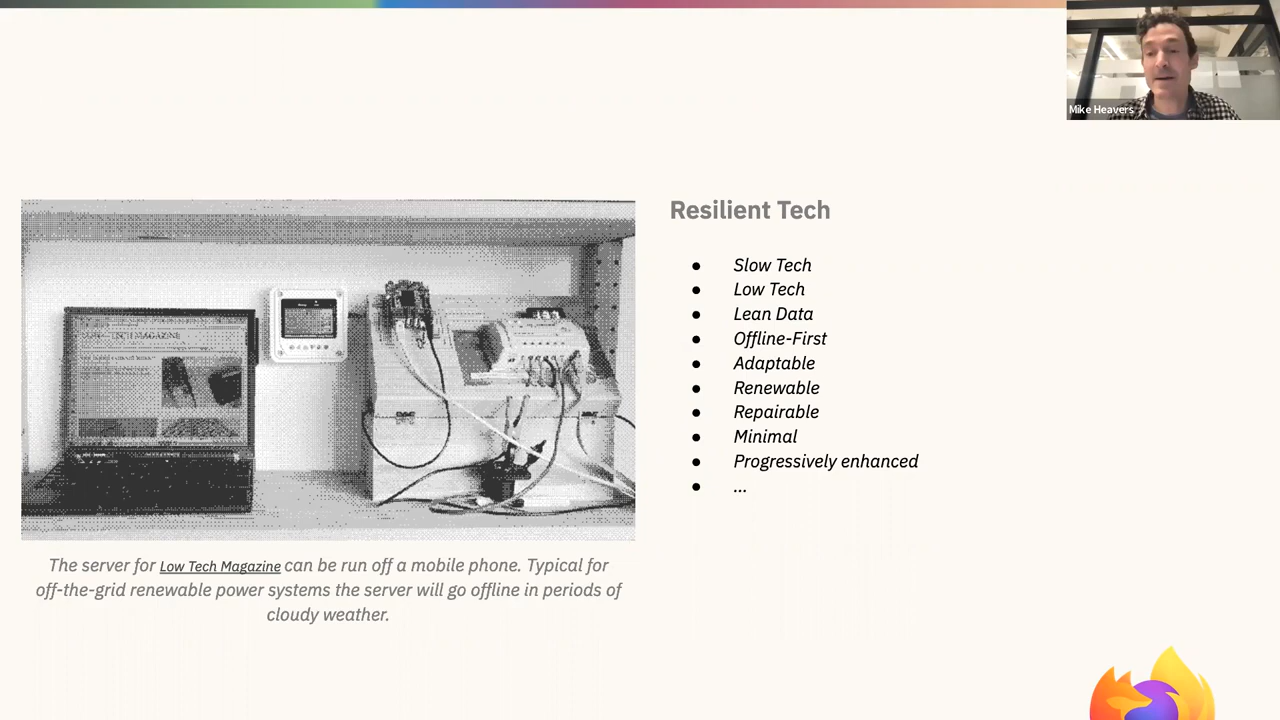 Mike Heavers
Resilient Tech
● Slow Tech
● Low Tech
● Lean Data
● Offline-First
● Adaptable
● Renewable
● Repairable
● Minimal
● Progressively enhanced
● ...
The server for Low Tech Magazine can be run off a mobile phone. Typical for
off-the-grid renewable power systems the server will go offline in periods of
cloudy weather.